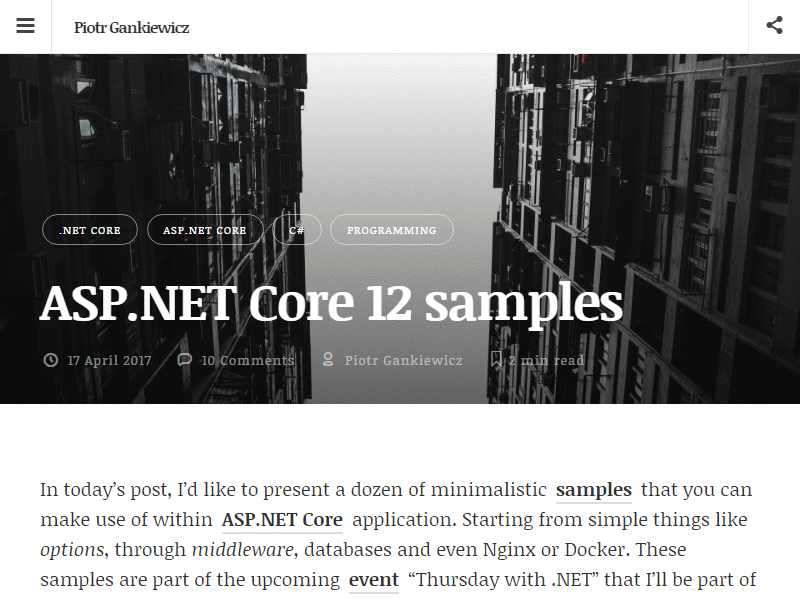 Piotr Gankiewicz
.NET CORE
ASP.NET CORE
C#
PROGRAMMING
ASP.NET Core 12 samples
17 April 2017
10 Comments
Piotr Gankiewicz
2 min read
In today’s post, I’d like to present a dozen of minimalistic samples that you can
make use of within ASP.NET Core application. Starting from simple things like
options, through middleware, databases and even Nginx or Docker. These
samples are part of the upcoming event “Thursday with .NET” that I’ll be part of